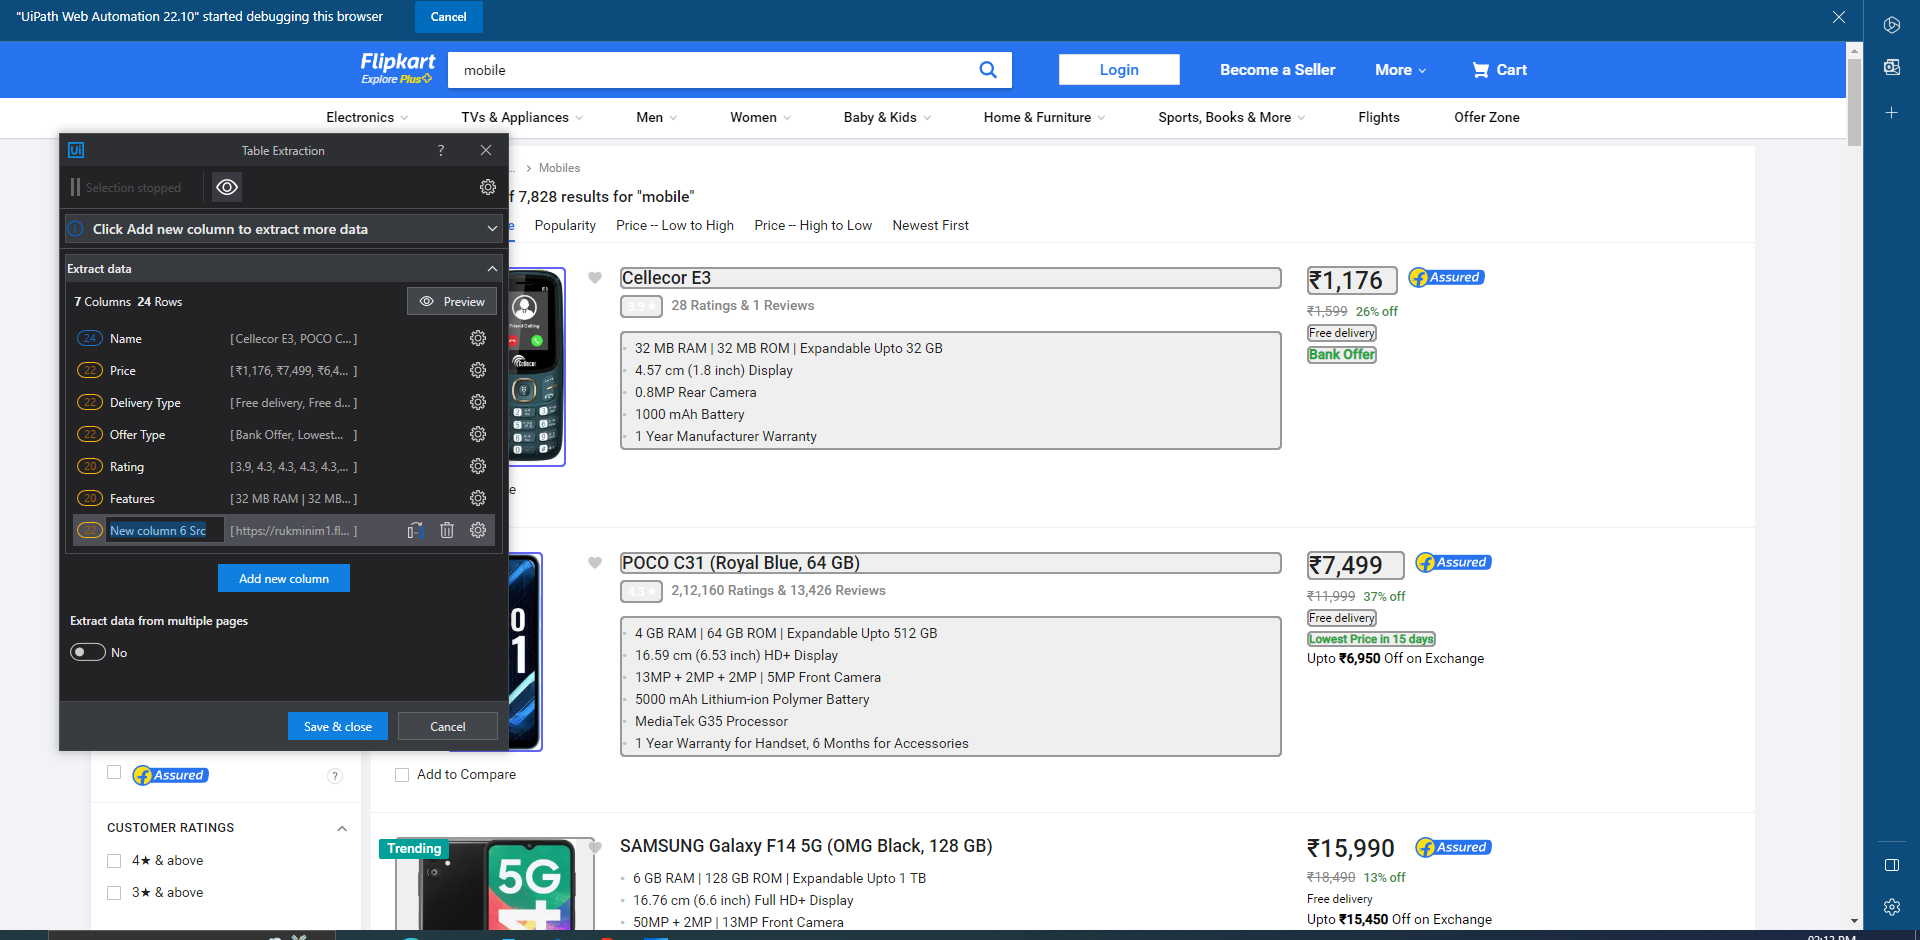 "UiPath Web Automation 22.10" started debugging this browser
Cancel
Flipkart
Explore Plus
mobile
Login
Become a Seller
More
Cart
Electronics
TVs & Appliances
Men
Women
Baby & Kids
Home & Furniture
Sports, Books & More
Flights
Offer Zone
Ui
Table Extraction
?
Selection stopped
Click Add new column to extract more data
Extract data
7 Columns 24 Rows
Preview
24 Name [Cellecor E3, POCO C... ]
22 Price [₹1,176, ₹7,499, ₹6,4... ]
22 Delivery Type [Free delivery, Free d... ]
22 Offer Type [Bank Offer, Lowest... ]
20 Rating [3.9, 4.3, 4.3, 4.3, 4.3,... ]
20 Features [32 MB RAM | 32 MB... ]
22 New column 6 Src [https://rukminim1.fl... ]
Add new column
Extract data from multiple pages
No
Save & close
Cancel
Assured
?
CUSTOMER RATINGS
4★ & above
3★ & above
... > Mobiles
f 7,828 results for "mobile"
e
Popularity
Price -- Low to High
Price -- High to Low
Newest First
E3
Friend Calling
Cellecor
Cellecor E3
3.9 ★
28 Ratings & 1 Reviews
32 MB RAM | 32 MB ROM | Expandable Upto 32 GB
4.57 cm (1.8 inch) Display
0.8MP Rear Camera
1000 mAh Battery
1 Year Manufacturer Warranty
₹1,176
Assured
₹1,599 26% off
Free delivery
Bank Offer
e
POCO C31 (Royal Blue, 64 GB)
4.3 ★
2,12,160 Ratings & 13,426 Reviews
4 GB RAM | 64 GB ROM | Expandable Upto 512 GB
16.59 cm (6.53 inch) HD+ Display
13MP + 2MP + 2MP | 5MP Front Camera
5000 mAh Lithium-ion Polymer Battery
MediaTek G35 Processor
1 Year Warranty for Handset, 6 Months for Accessories
₹7,499
Assured
₹11,999 37% off
Free delivery
Lowest Price in 15 days
Upto ₹6,950 Off on Exchange
Add to Compare
Trending
5G
SAMSUNG Galaxy F14 5G (OMG Black, 128 GB)
6 GB RAM | 128 GB ROM | Expandable Upto 1 TB
16.76 cm (6.6 inch) Full HD+ Display
50MP + 2MP | 13MP Front Camera
₹15,990
Assured
₹18,490 13% off
Free delivery
Upto ₹15,450 Off on Exchange